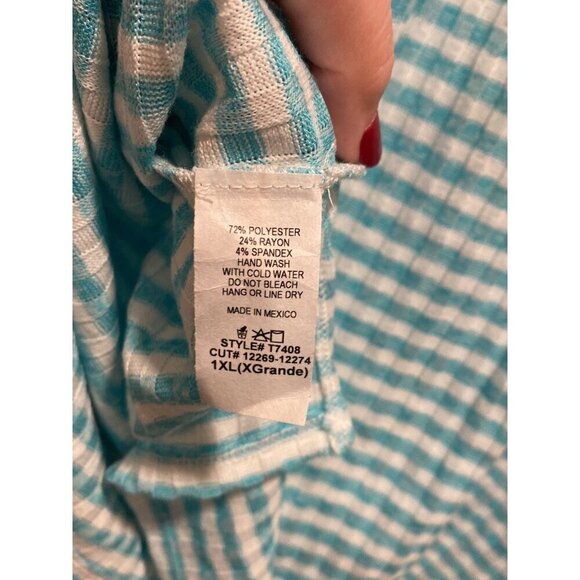 72% POLYESTER
24% RAYON
4% SPANDEX
HAND WASH
WITH COLD WATER
DO NOT BLEACH
HANG OR LINE DRY
MADE IN MEXICO
STYLE# T7408
CUT# 12269-12274
1XL(XGrande)